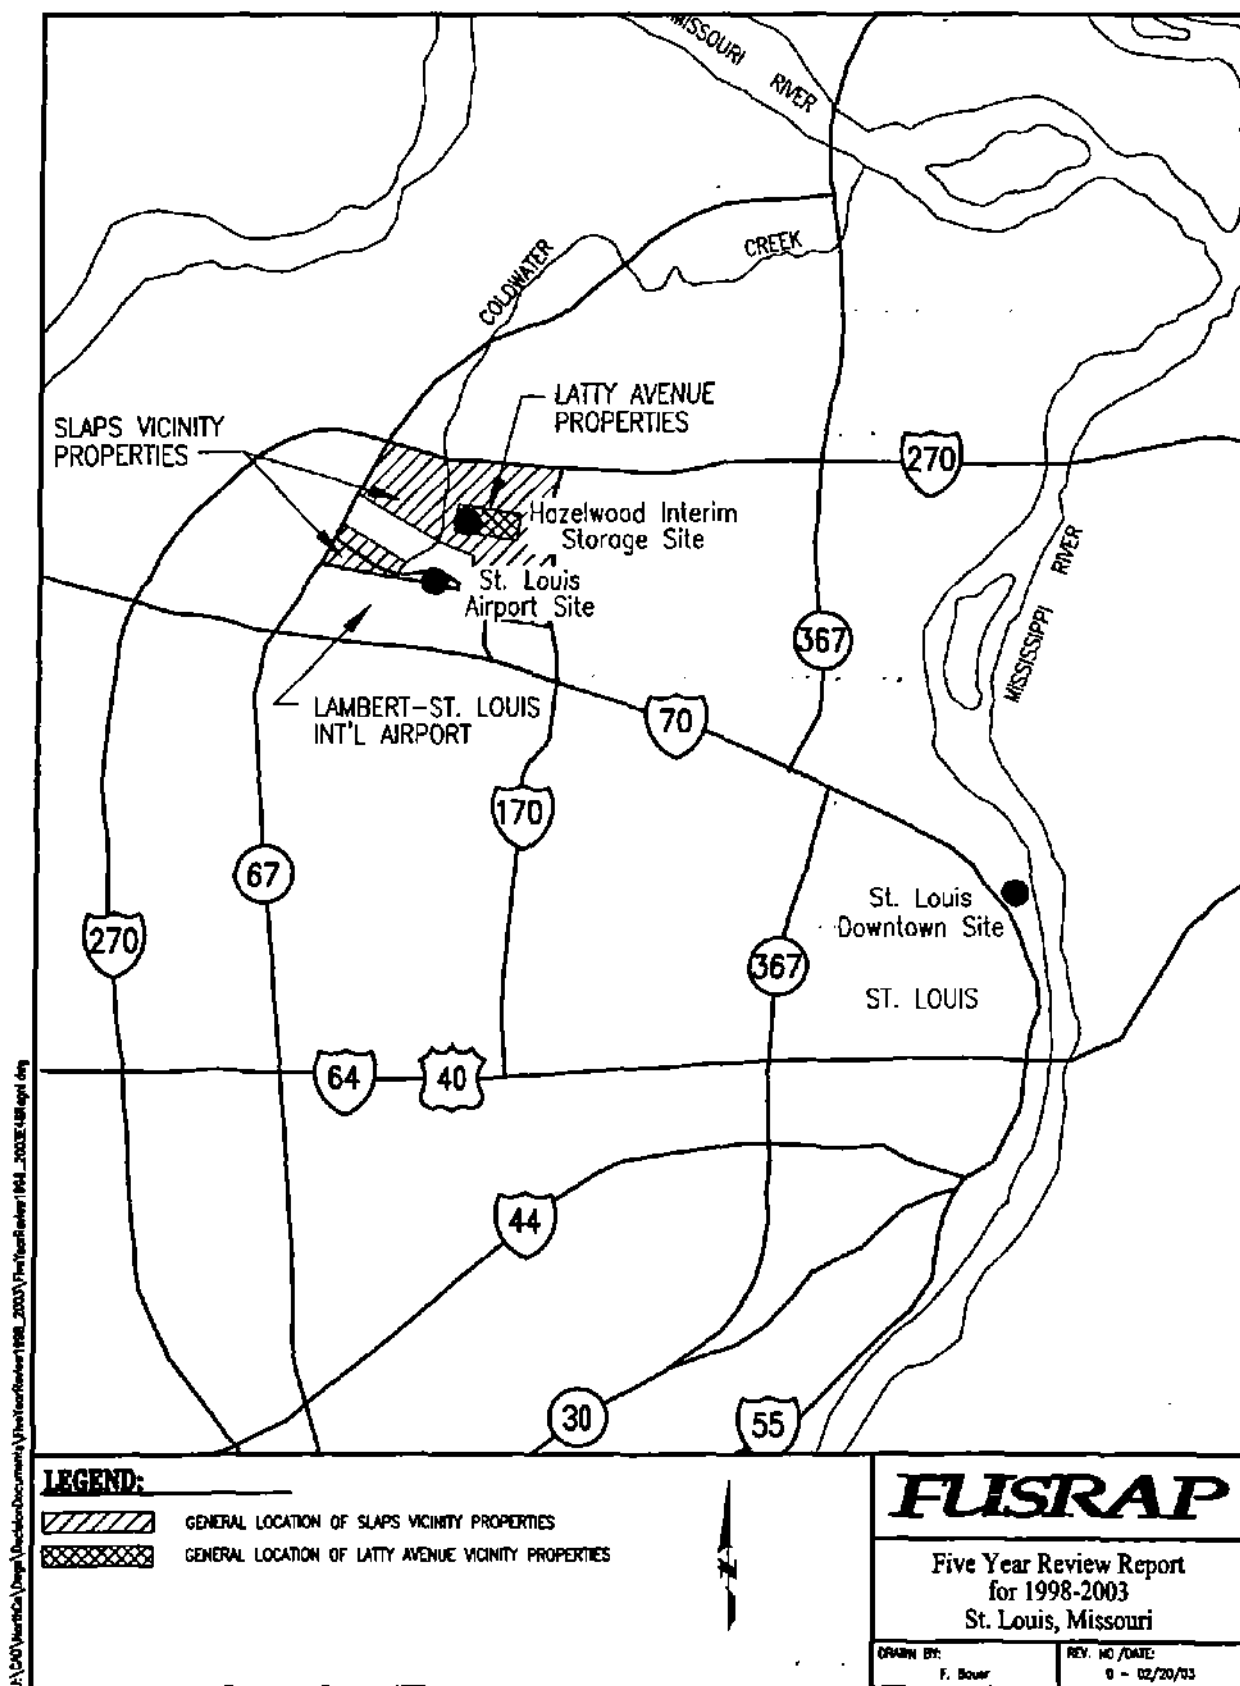 MISSOURI RIVER
COLDWATER
CREEK
LATTY AVENUE
PROPERTIES
SLAPS VICINITY
PROPERTIES
270
Hazelwood Interim
Storage Site
St. Louis
Airport Site
MISSISSIPPI RIVER
367
LAMBERT-ST. LOUIS
INT'L AIRPORT
70
170
67
St. Louis
Downtown Site
270
367
ST. LOUIS
64
40
44
30
55
LEGEND:
GENERAL LOCATION OF SLAPS VICINITY PROPERTIES
GENERAL LOCATION OF LATTY AVENUE VICINITY PROPERTIES
N
FUSRAP
Five Year Review Report
for 1998-2003
St. Louis, Missouri
DRAWN BY:
F. Bauer
REV. NO/DATE:
0 - 02/20/03